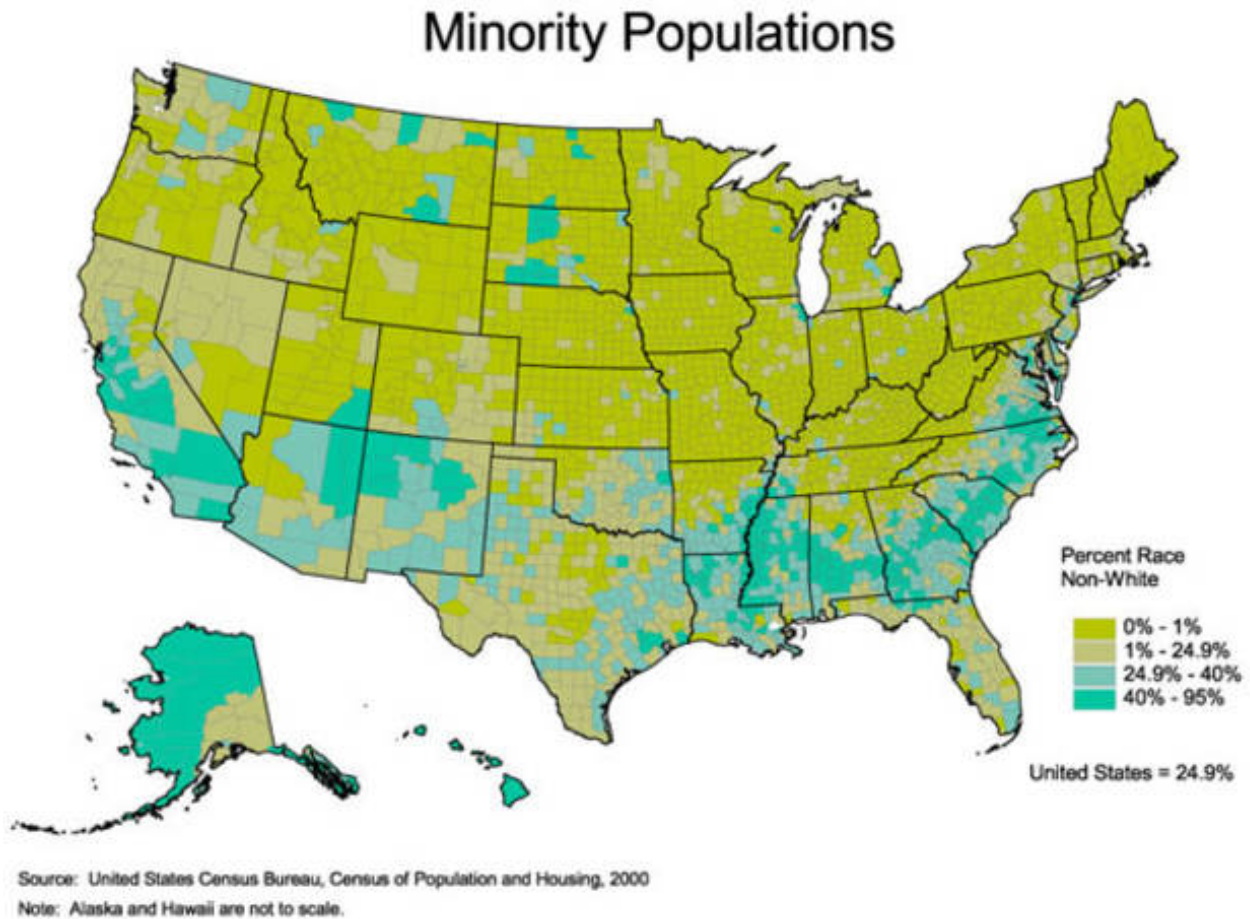 Minority Populations
Percent Race
Non-White
0% - 1%
1% - 24.9%
24.9% - 40%
40% - 95%
United States = 24.9%
Source: United States Census Bureau, Census of Population and Housing, 2000
Note: Alaska and Hawaii are not to scale.